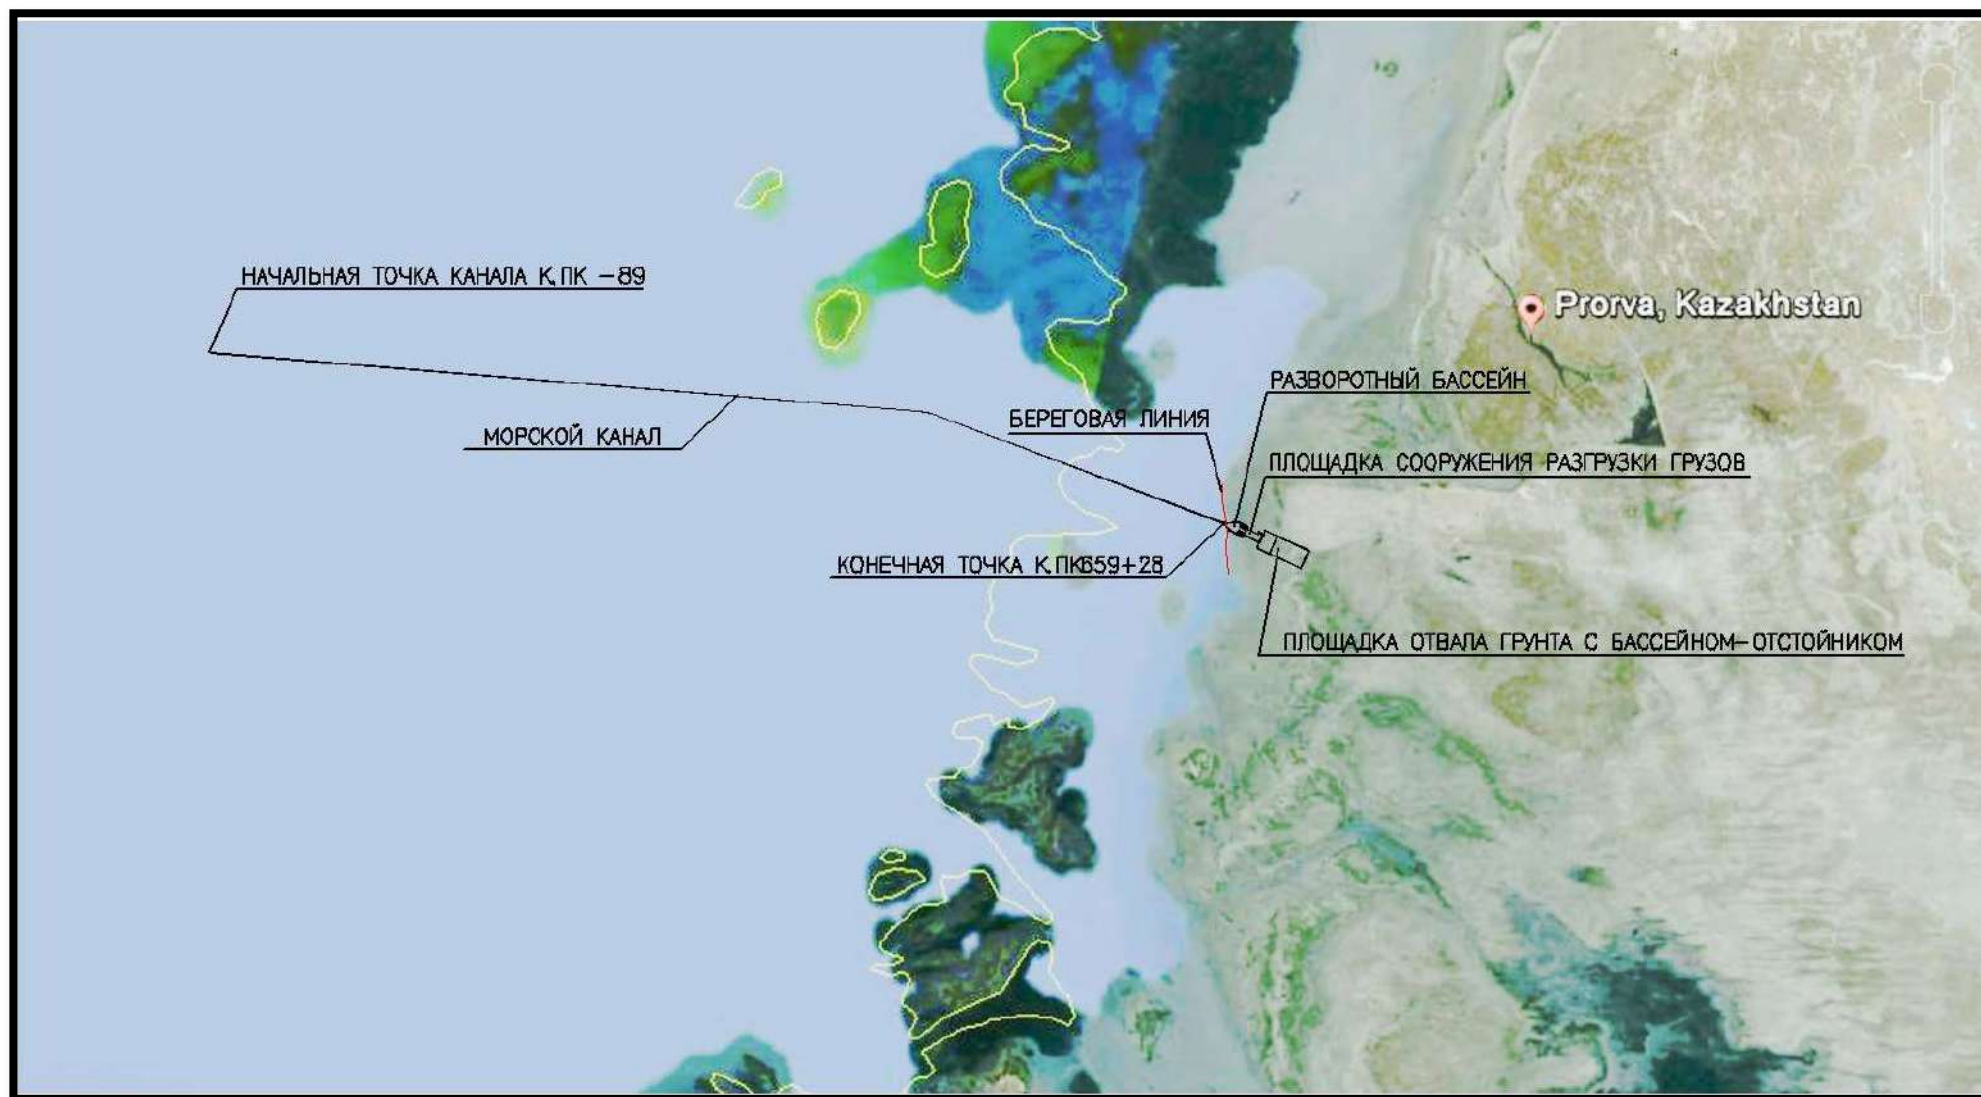 НАЧАЛЬНАЯ ТОЧКА КАНАЛА К.ПК -89
Prorva, Kazakhstan
РАЗВОРОТНЫЙ БАССЕЙН
БЕРЕГОВАЯ ЛИНИЯ
МОРСКОЙ КАНАЛ
ПЛОЩАДКА СООРУЖЕНИЯ РАЗГРУЗКИ ГРУЗОВ
КОНЕЧНАЯ ТОЧКА К.ПК659+28
ПЛОЩАДКА ОТВАЛА ГРУНТА С БАССЕЙНОМ-ОТСТОЙНИКОМ